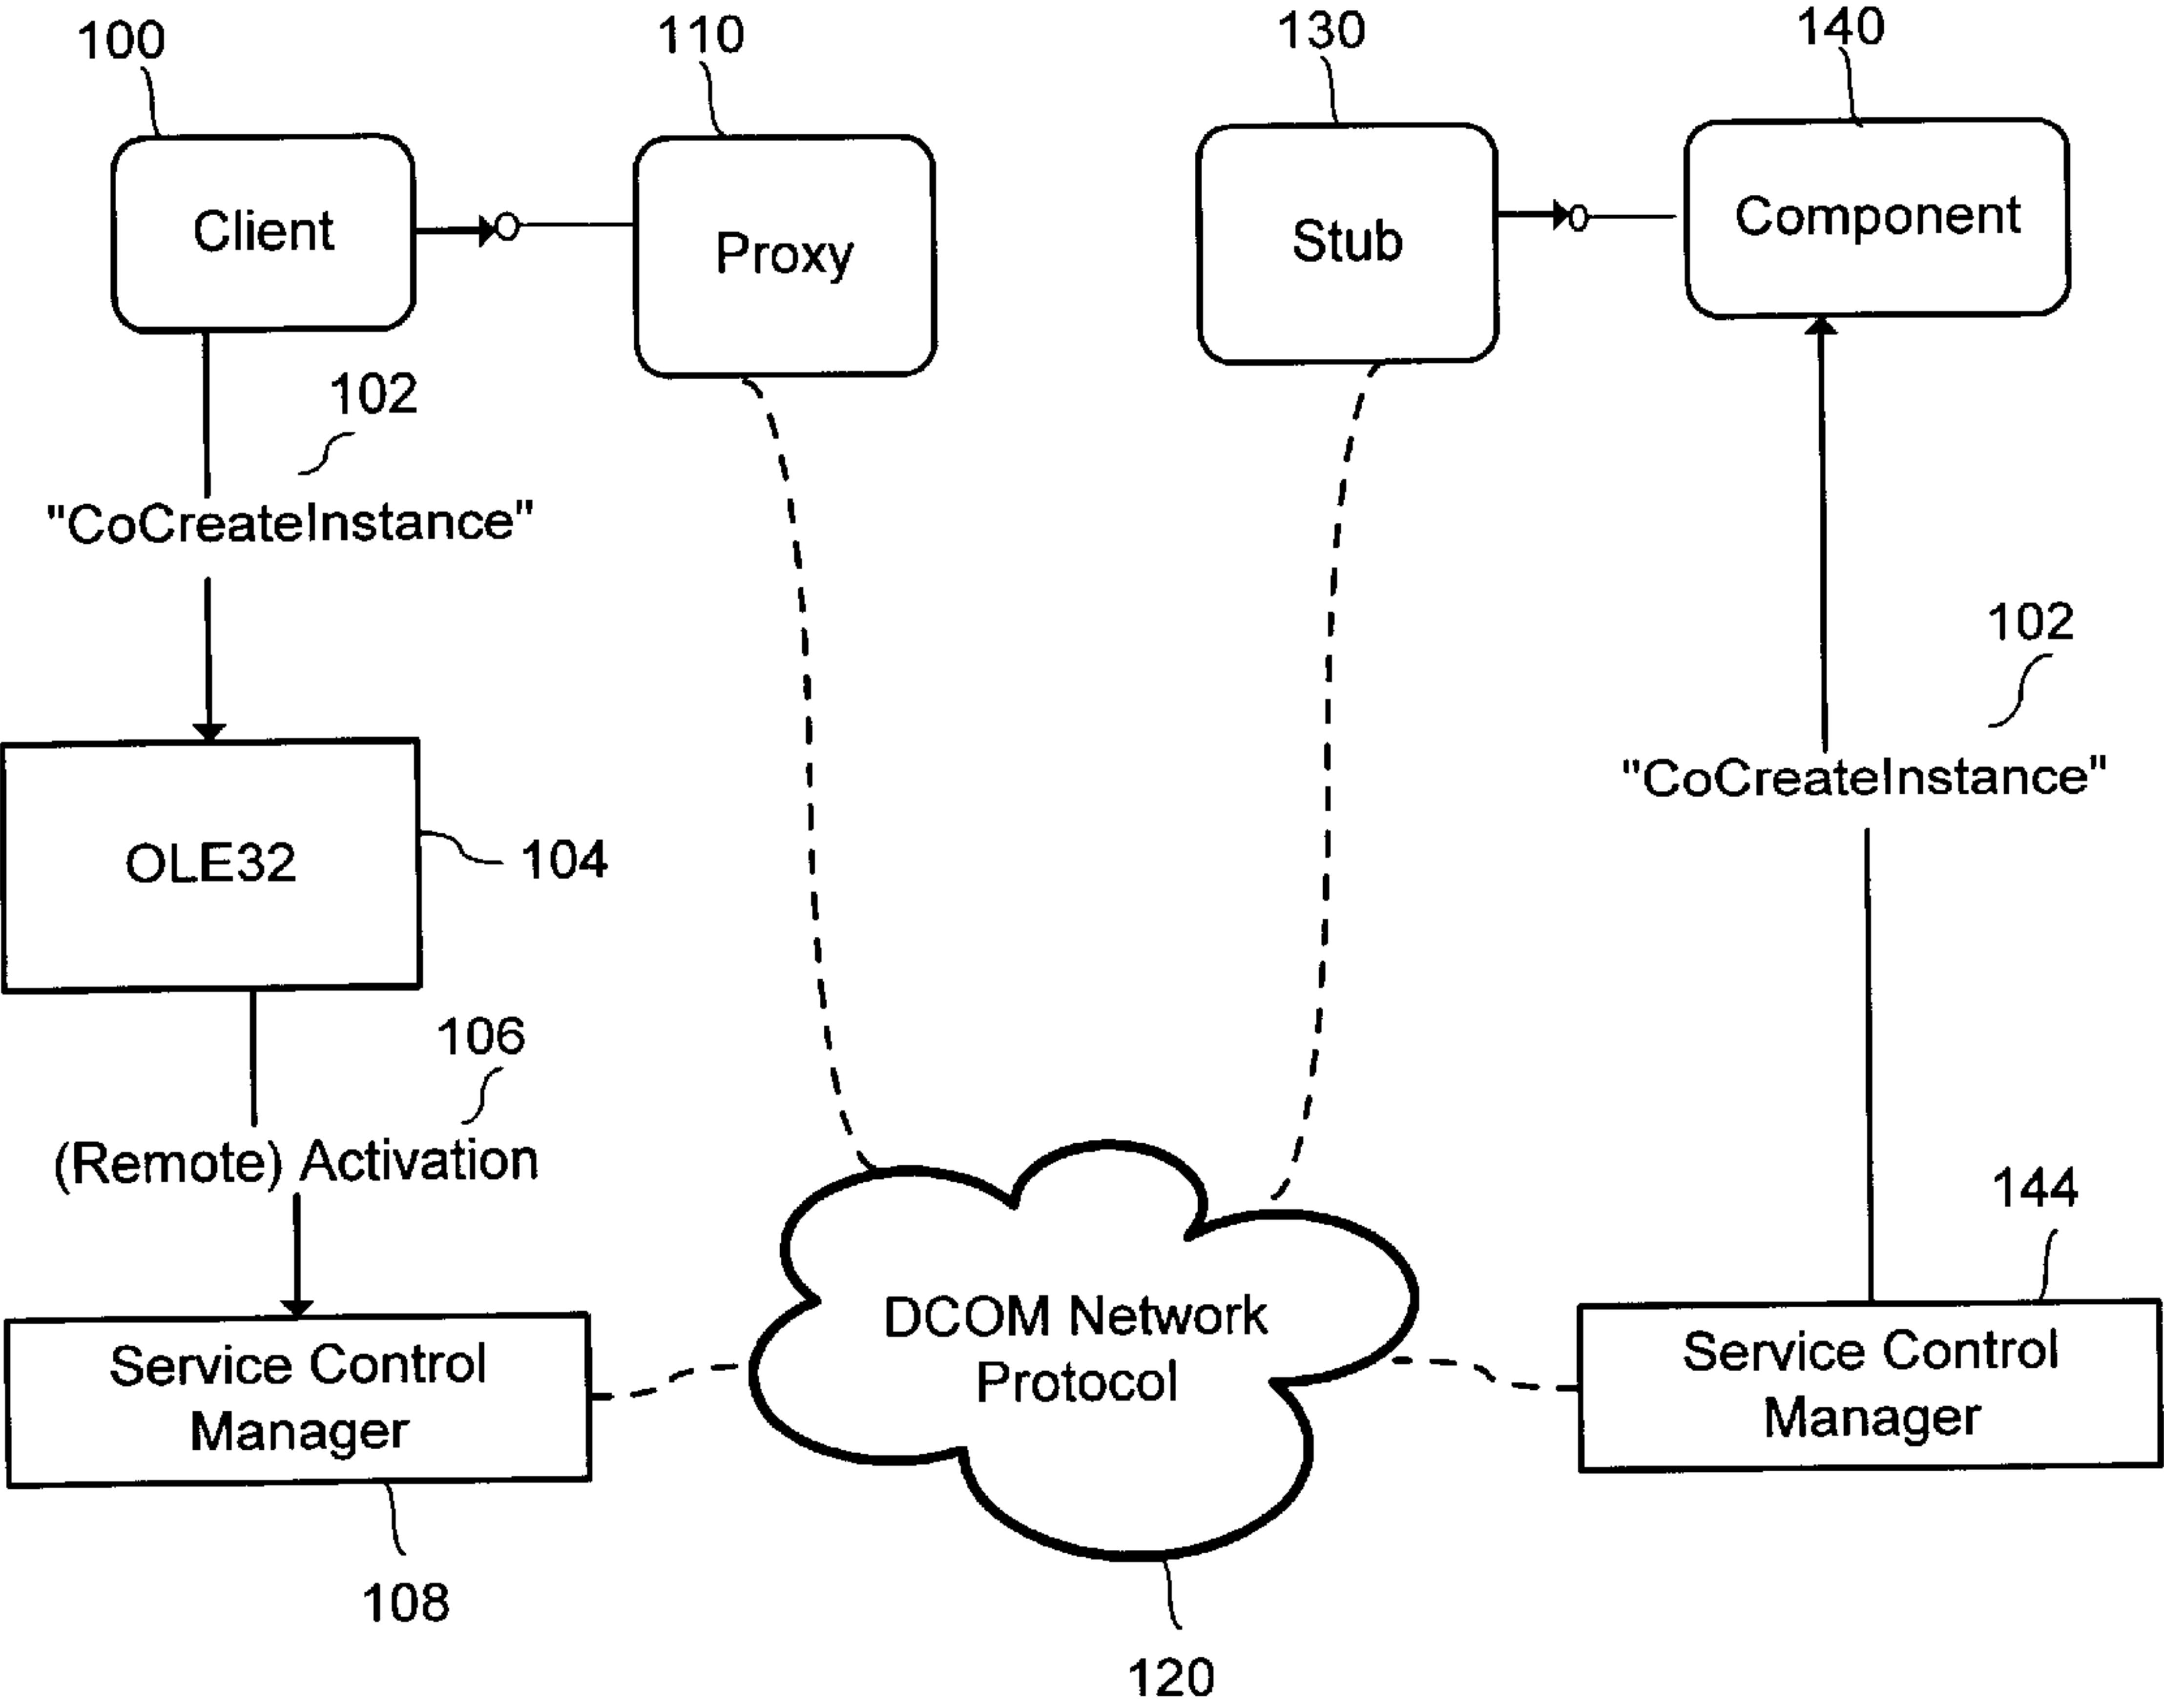 100
110
130
140
Client
Proxy
Stub
Component
102
"CoCreateInstance"
102
"CoCreateInstance"
OLE32
104
106
(Remote) Activation
144
DCOM Network
Protocol
Service Control
Manager
Service Control
Manager
108
120